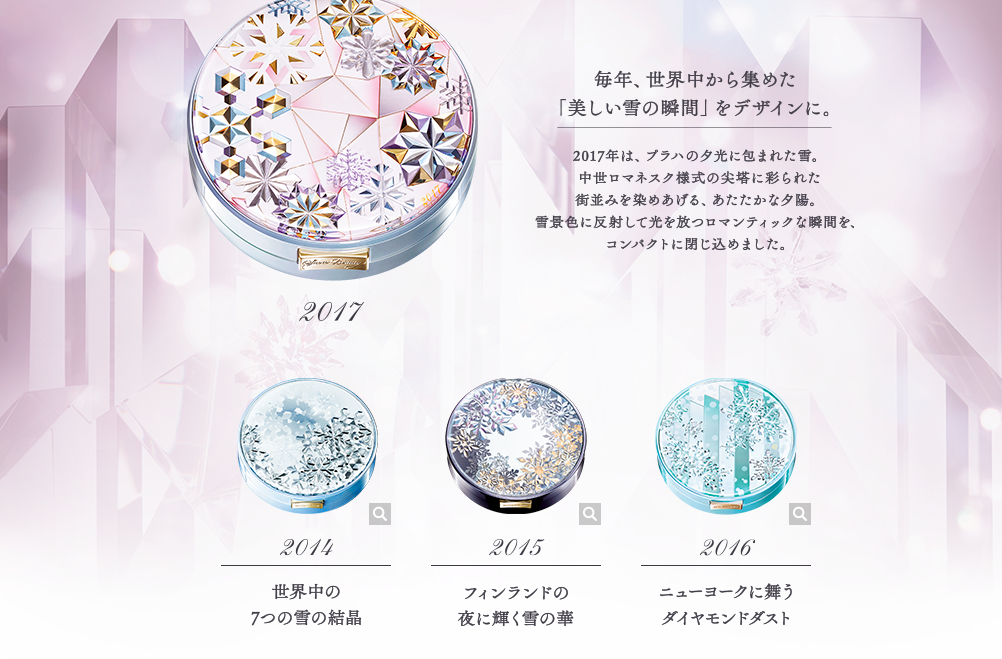 毎年、世界中から集めた
「美しい雪の瞬間」をデザインに。
2017年は、プラハの夕光に包まれた雪。
中世ロマネスク様式の尖塔に彩られた
街並みを染めあげる、あたたかな夕陽。
雪景色に反射して光を放つロマンティックな瞬間を、
コンパクトに閉じ込めました。
Snow Beauty
2017
2014
世界中の
7つの雪の結晶
2015
フィンランドの
夜に輝く雪の華
2016
ニューヨークに舞う
ダイヤモンドダスト